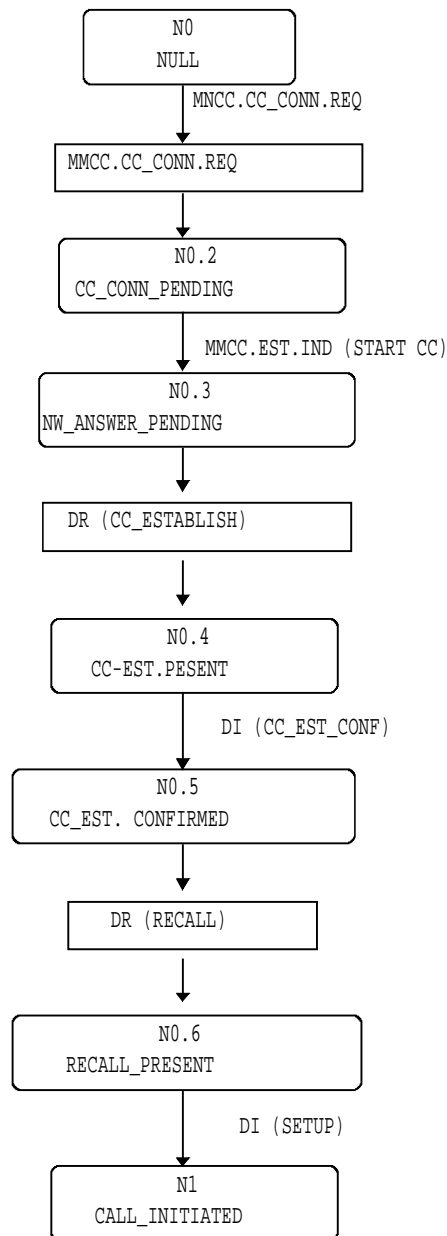 N0
NULL
MNCC.CC_CONN.REQ
MMCC.CC_CONN.REQ
N0.2
CC_CONN_PENDING
MMCC.EST.IND (START CC)
N0.3
NW_ANSWER_PENDING
DR (CC_ESTABLISH)
N0.4
CC-EST.PESENT
DI (CC_EST_CONF)
N0.5
CC_EST. CONFIRMED
DR (RECALL)
N0.6
RECALL_PRESENT
DI (SETUP)
N1
CALL_INITIATED